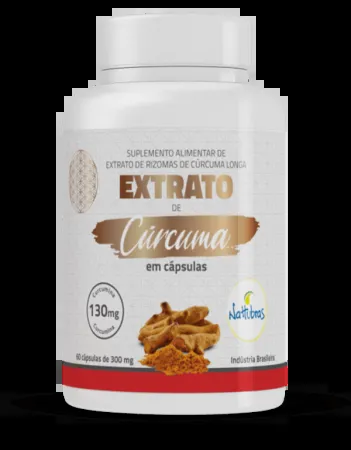 SUPLEMENTO ALIMENTAR DE
EXTRATO DE RIZOMAS DE CÚRCUMA LONGA
EXTRATO
DE
Cúrcuma
em cápsulas
Curcumina
130mg
Curcumina
Nattubras
60 cápsulas de 300 mg
Indústria Brasileira